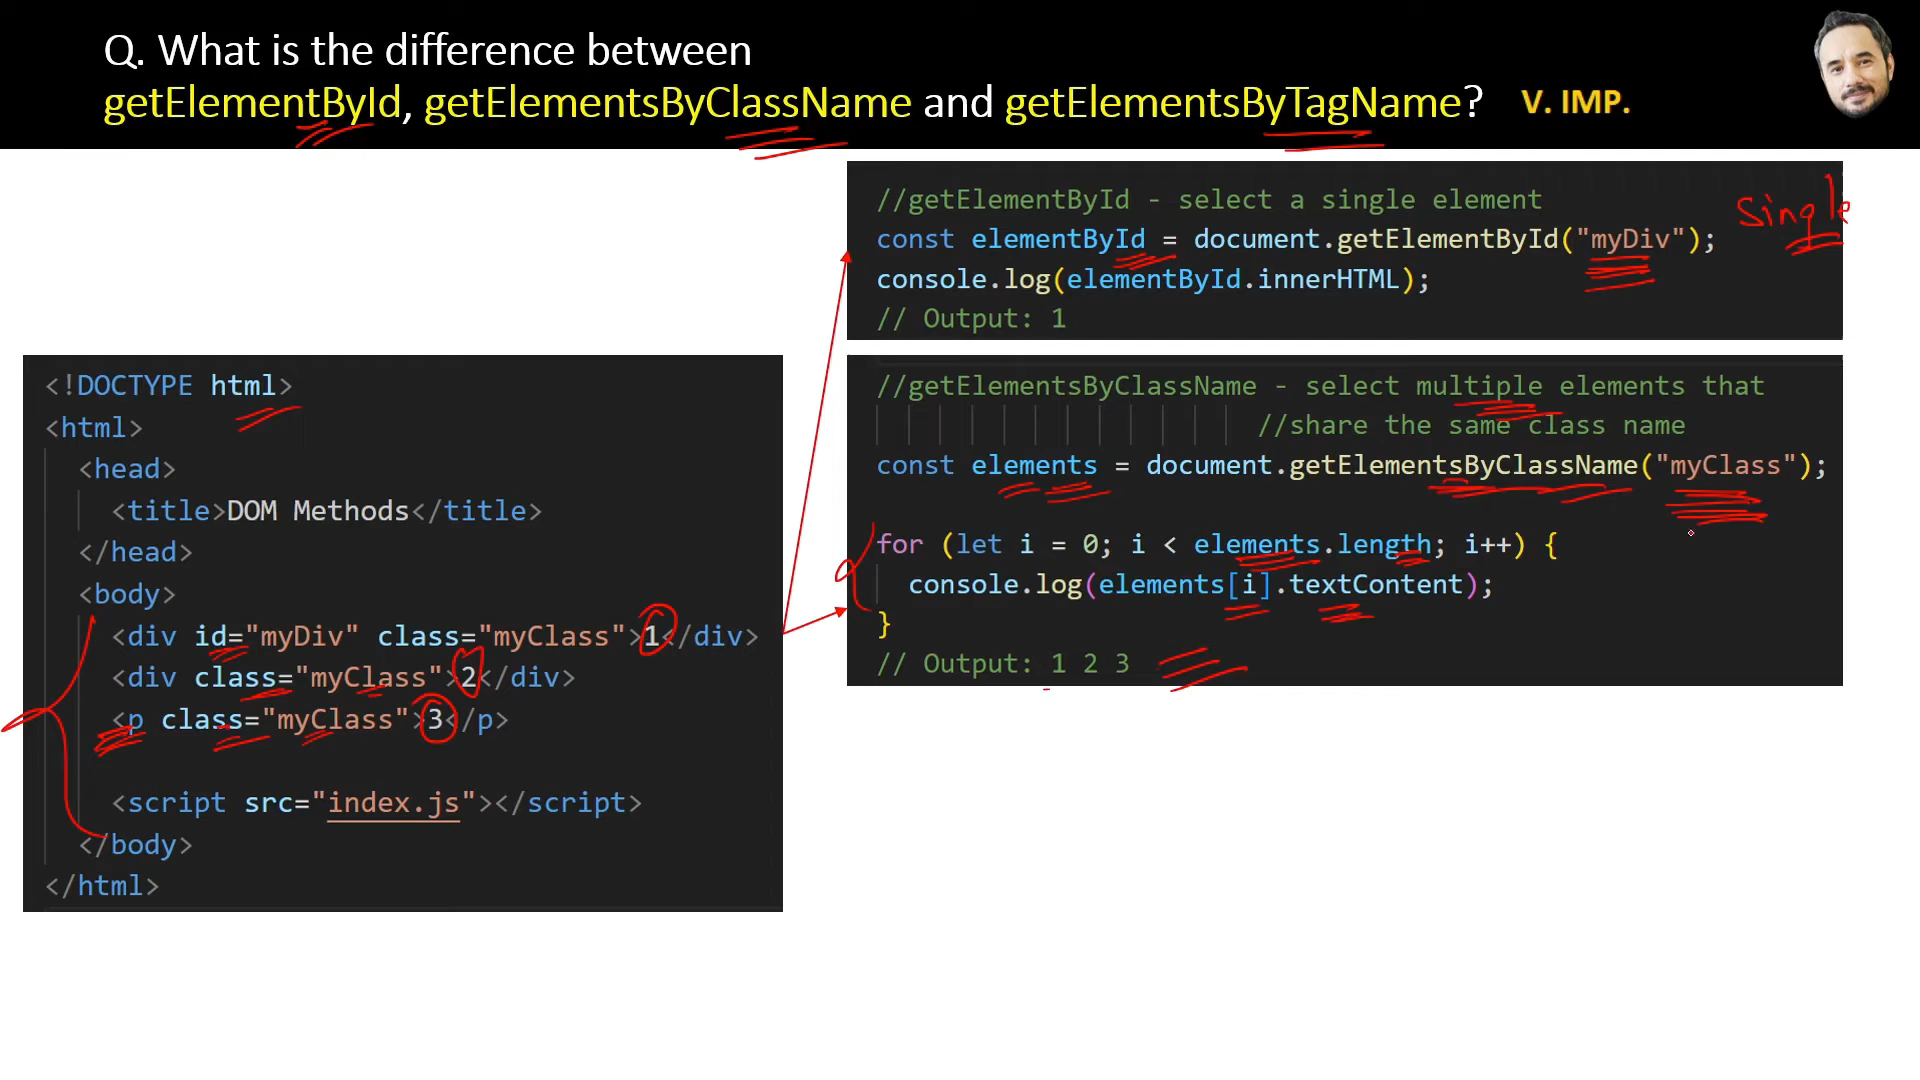 Q. What is the difference between
getElementById, getElementsByClassName and getElementsByTagName? V. IMP.
//getElementById - select a single element
const elementById = document.getElementById("myDiv");
console.log(elementById.innerHTML);
// Output: 1
Single
//getElementsByClassName - select multiple elements that
//share the same class name
const elements = document.getElementsByClassName("myClass");
for (let i = 0; i < elements.length; i++) {
console.log(elements[i].textContent);
}
// Output: 1 2 3
<!DOCTYPE html>
<html>
<head>
<title>DOM Methods</title>
</head>
<body>
<div id="myDiv" class="myClass">1</div>
<div class="myClass">2</div>
<p class="myClass">3</p>
<script src="index.js"></script>
</body>
</html>